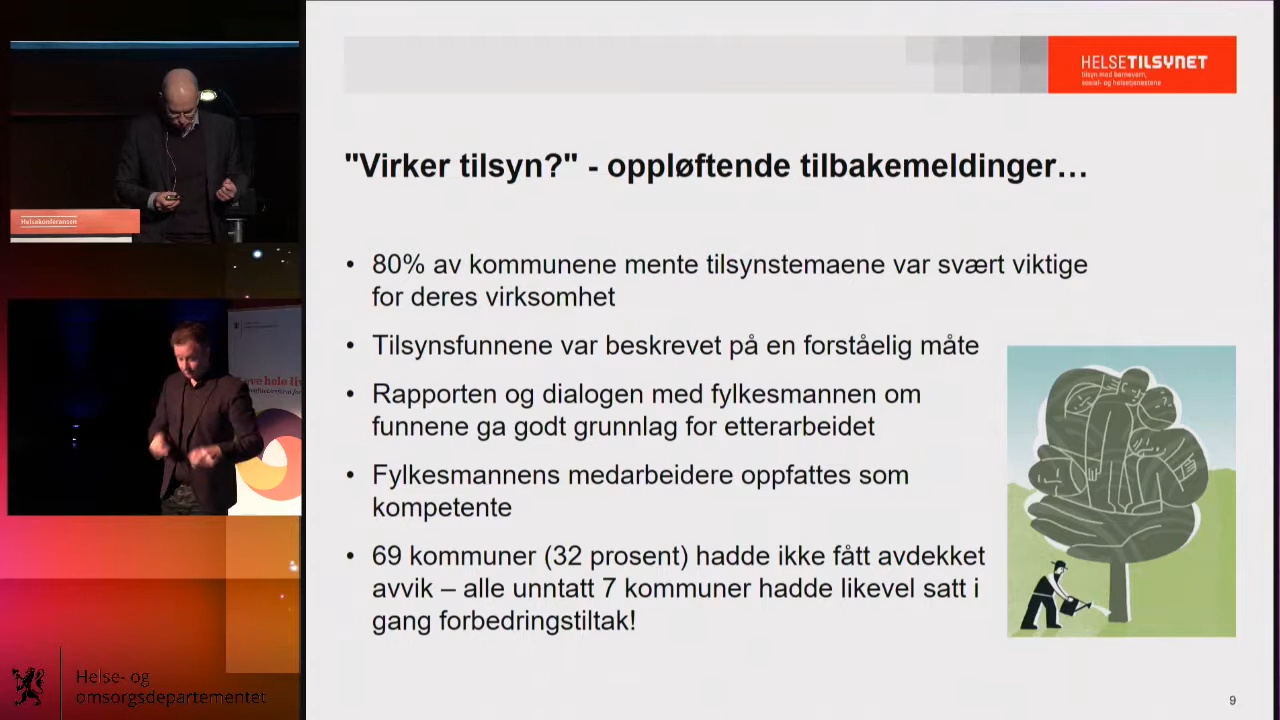 HELSETILSYNET
tilsyn med barnevern,
sosial- og helsetjenestene
"Virker tilsyn?" - oppløftende tilbakemeldinger…
• 80% av kommunene mente tilsynstemaene var svært viktige
for deres virksomhet
• Tilsynsfunnene var beskrevet på en forståelig måte
• Rapporten og dialogen med fylkesmannen om
funnene ga godt grunnlag for etterarbeidet
• Fylkesmannens medarbeidere oppfattes som
kompetente
• 69 kommuner (32 prosent) hadde ikke fått avdekket
avvik – alle unntatt 7 kommuner hadde likevel satt i
gang forbedringstiltak!
9
Helsekonferansen
Helse- og
omsorgsdepartementet